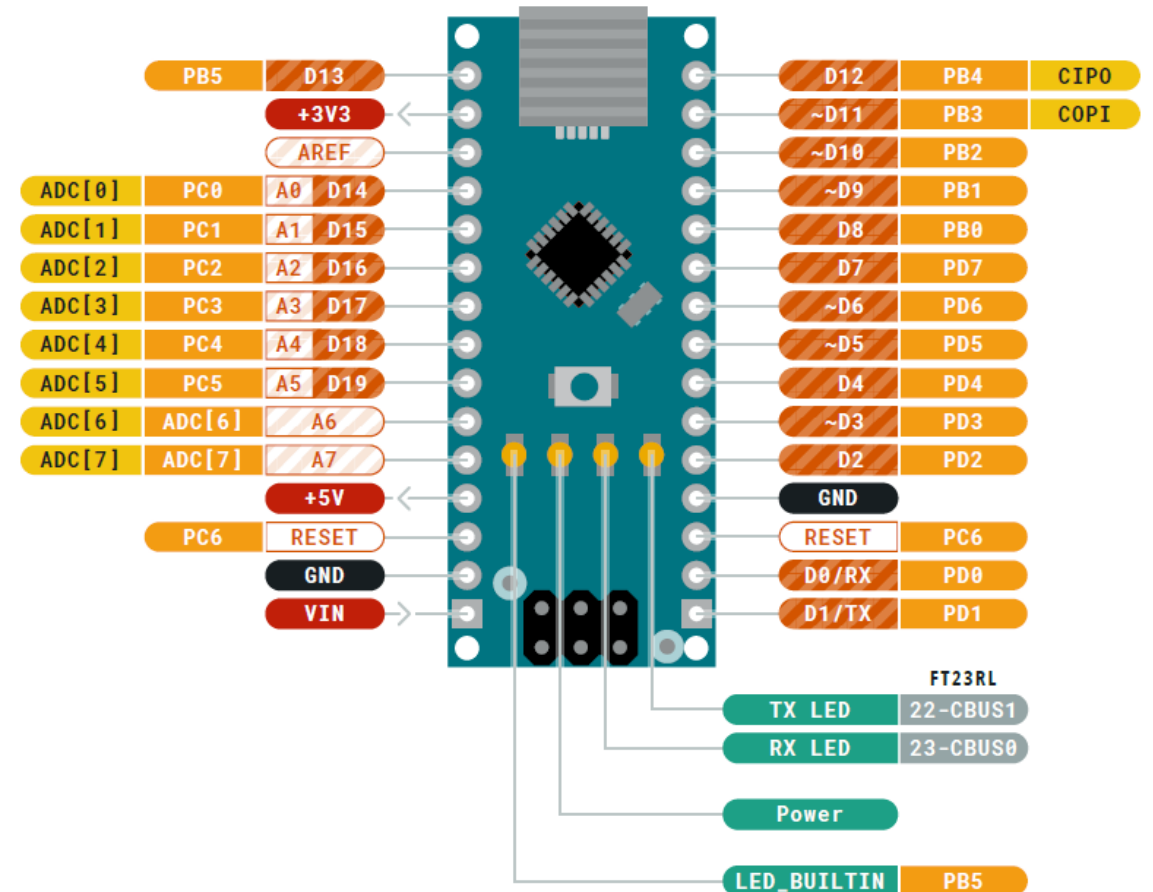 PB5 D13 D12 PB4 CIPO
+3V3 ~D11 PB3 COPI
AREF ~D10 PB2
ADC[0] PC0 A0 D14 ~D9 PB1
ADC[1] PC1 A1 D15 D8 PB0
ADC[2] PC2 A2 D16 D7 PD7
ADC[3] PC3 A3 D17 ~D6 PD6
ADC[4] PC4 A4 D18 ~D5 PD5
ADC[5] PC5 A5 D19 D4 PD4
ADC[6] ADC[6] A6 ~D3 PD3
ADC[7] ADC[7] A7 D2 PD2
+5V GND
PC6 RESET RESET PC6
GND D0/RX PD0
VIN D1/TX PD1
FT23RL
TX LED 22-CBUS1
RX LED 23-CBUS0
Power
LED_BUILTIN PB5